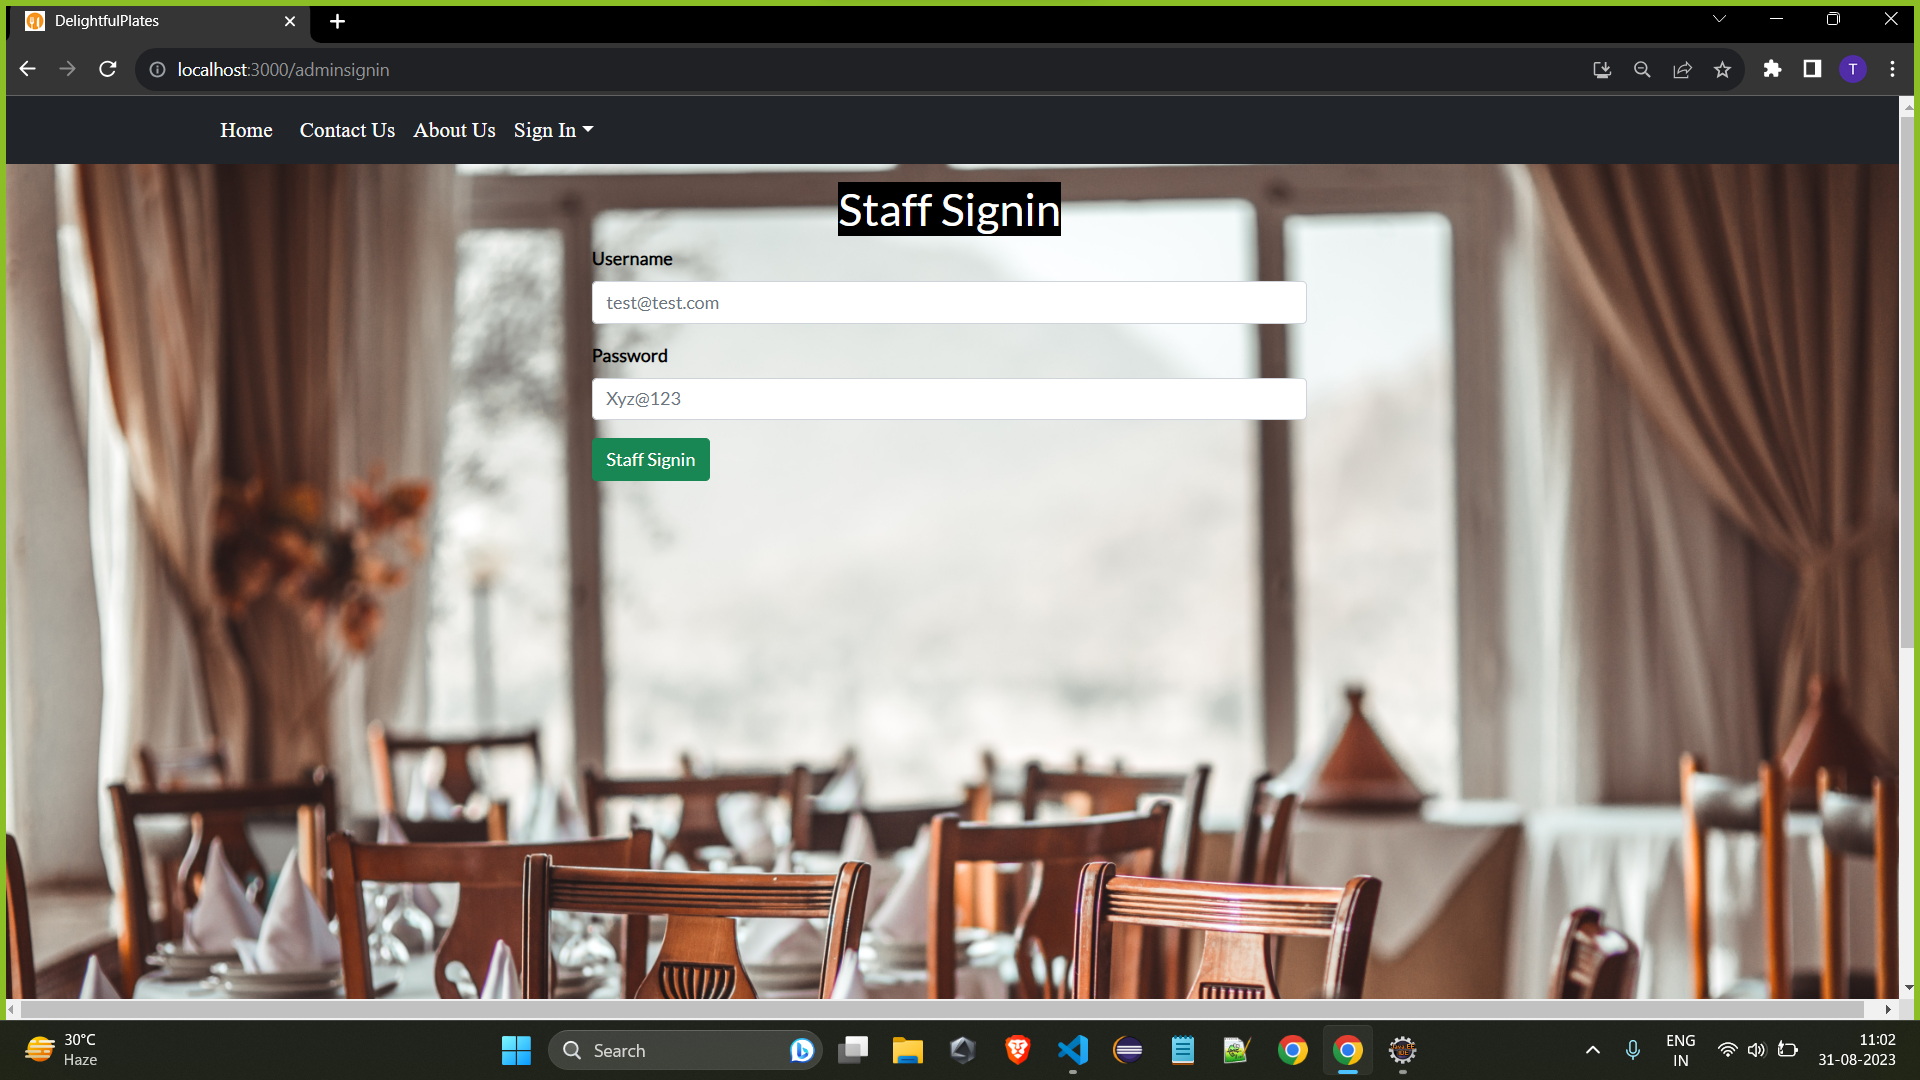 DelightfulPlates
localhost:3000/adminsignin
T
Home Contact Us About Us Sign In
Staff Signin
Username
test@test.com
Password
Xyz@123
Staff Signin
30°C
Haze
Search
ENG
IN
11:02
31-08-2023